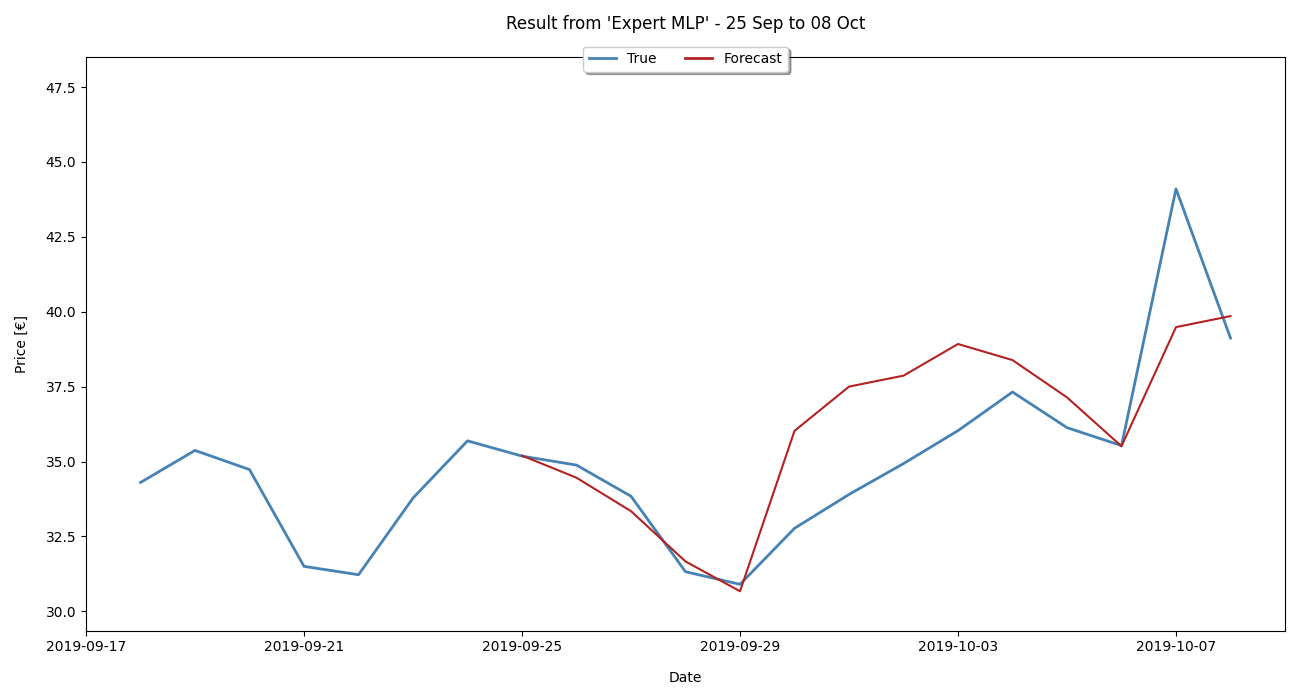 Result from 'Expert MLP' - 25 Sep to 08 Oct
True
Forecast
47.5
45.0
42.5
40.0
37.5
35.0
32.5
30.0
Price [€]
2019-09-17
2019-09-21
2019-09-25
2019-09-29
2019-10-03
2019-10-07
Date